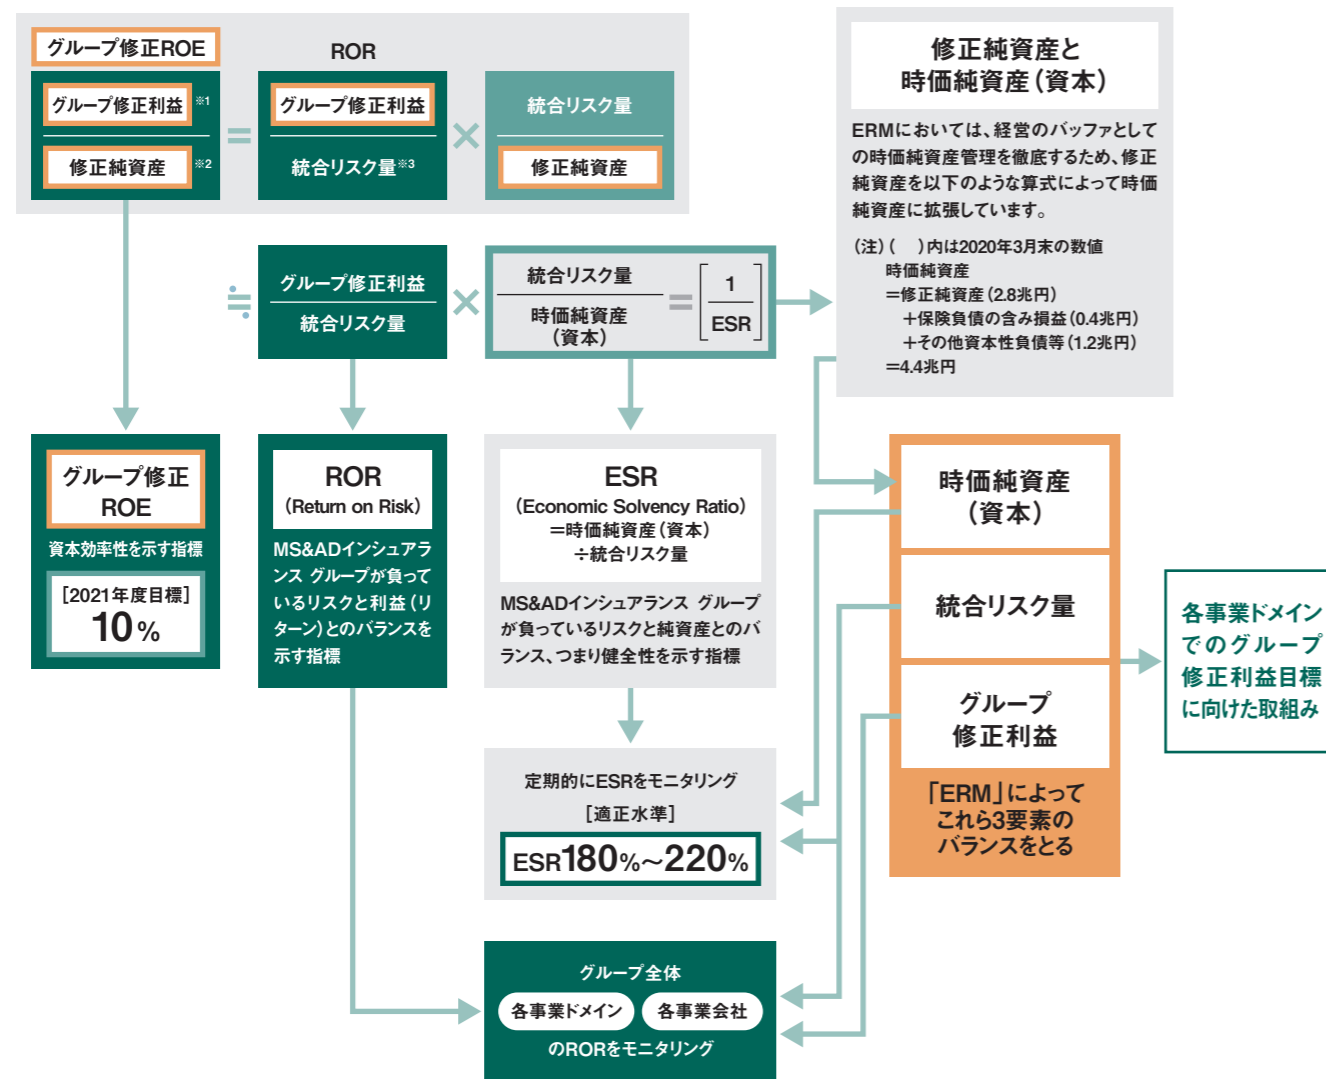 グループ修正ROE
ROR
グループ修正利益 ※1
修正純資産 ※2
=
グループ修正利益
統合リスク量※3
×
統合リスク量
修正純資産
≒
グループ修正利益
統合リスク量
×
統合リスク量
時価純資産
（資本）
=
1
ESR
修正純資産と
時価純資産（資本）
ERMにおいては、経営のバッファとして
の時価純資産管理を徹底するため、修正
純資産を以下のような算式によって時価
純資産に拡張しています。
（注）（　）内は2020年3月末の数値
時価純資産
＝修正純資産（2.8兆円）
＋保険負債の含み損益（0.4兆円）
＋その他資本性負債等（1.2兆円）
＝4.4兆円
グループ修正
ROE
資本効率性を示す指標
［2021年度目標］
10%
ROR
（Return on Risk）
MS&ADインシュアラ
ンス グループが負って
いるリスクと利益（リ
ターン）とのバランスを
示す指標
ESR
（Economic Solvency Ratio）
＝時価純資産（資本）
÷統合リスク量
MS&ADインシュアランス グループ
が負っているリスクと純資産とのバ
ランス、つまり健全性を示す指標
定期的にESRをモニタリング
［適正水準］
ESR180%～220%
グループ全体
各事業ドメイン 各事業会社
のRORをモニタリング
時価純資産
（資本）
統合リスク量
グループ
修正利益
「ERM」によって
これら3要素の
バランスをとる
各事業ドメイン
でのグループ
修正利益目標
に向けた取組み